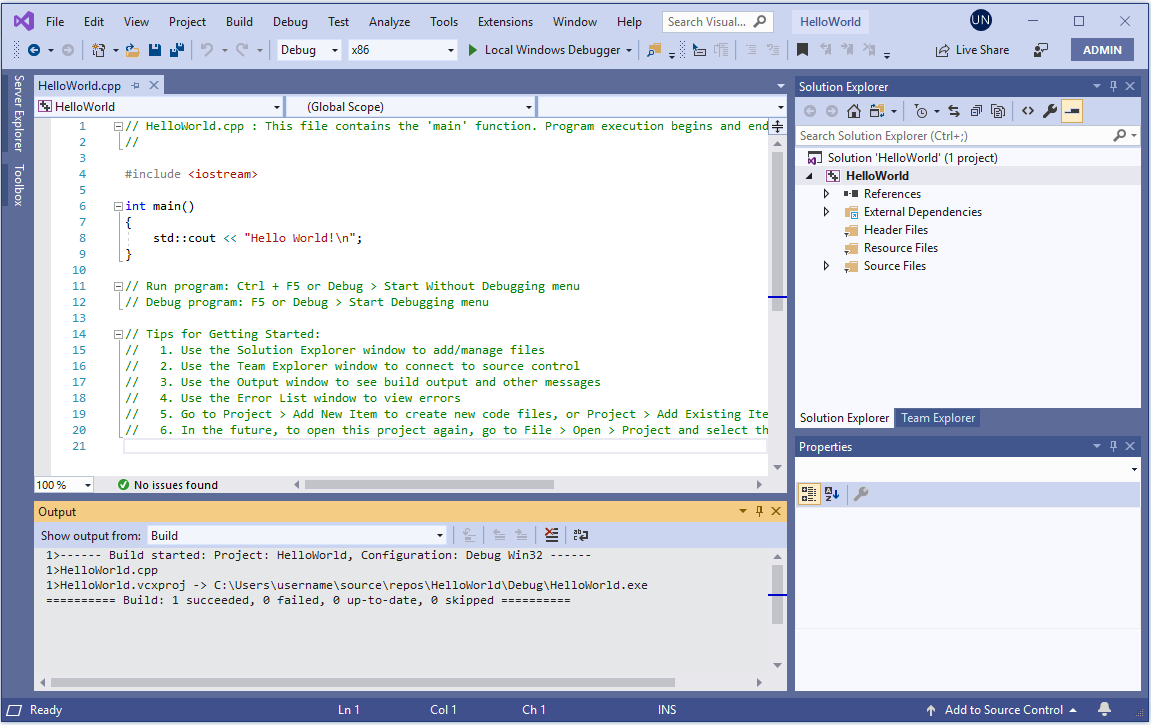 File Edit View Project Build Debug Test Analyze Tools Extensions Window Help Search Visual... HelloWorld UN
Debug x86 Local Windows Debugger Live Share ADMIN
Server Explorer
Toolbox
HelloWorld.cpp
HelloWorld (Global Scope)
1 // HelloWorld.cpp : This file contains the 'main' function. Program execution begins and end
2 //
3
4 #include <iostream>
5
6 int main()
7 {
8 std::cout << "Hello World!\n";
9 }
10
11 // Run program: Ctrl + F5 or Debug > Start Without Debugging menu
12 // Debug program: F5 or Debug > Start Debugging menu
13
14 // Tips for Getting Started:
15 // 1. Use the Solution Explorer window to add/manage files
16 // 2. Use the Team Explorer window to connect to source control
17 // 3. Use the Output window to see build output and other messages
18 // 4. Use the Error List window to view errors
19 // 5. Go to Project > Add New Item to create new code files, or Project > Add Existing Ite
20 // 6. In the future, to open this project again, go to File > Open > Project and select th
21
100 % No issues found
Output
Show output from: Build
1>------ Build started: Project: HelloWorld, Configuration: Debug Win32 ------
1>HelloWorld.cpp
1>HelloWorld.vcxproj -> C:\Users\username\source\repos\HelloWorld\Debug\HelloWorld.exe
========== Build: 1 succeeded, 0 failed, 0 up-to-date, 0 skipped ==========
Solution Explorer
Search Solution Explorer (Ctrl+;)
Solution 'HelloWorld' (1 project)
HelloWorld
References
External Dependencies
Header Files
Resource Files
Source Files
Solution Explorer Team Explorer
Properties
Ready Ln 1 Col 1 Ch 1 INS Add to Source Control